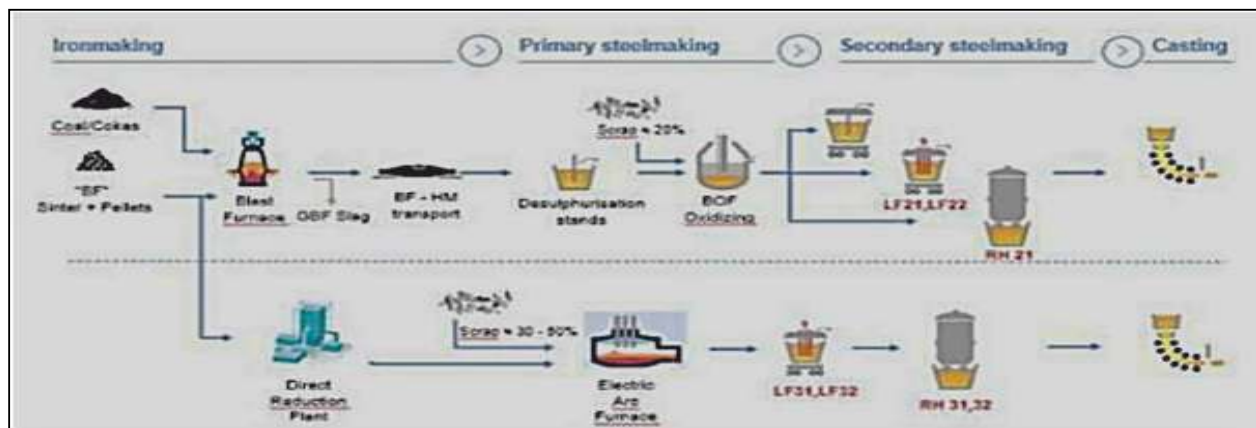 Ironmaking
Primary steelmaking
Secondary steelmaking
Casting
Coal/Cokes
"BF"
Sinter + Pellets
Blast
Furnace
GBF Slag
BF - HM
transport
Desulphurisation
stands
Scrap ≈ 20%
BOF
Oxidizing
LF21,LF22
RH 21
Direct
Reduction
Plant
Scrap ≈ 30 - 50%
Electric
Arc
Furnace
LF31,LF32
RH 31,32